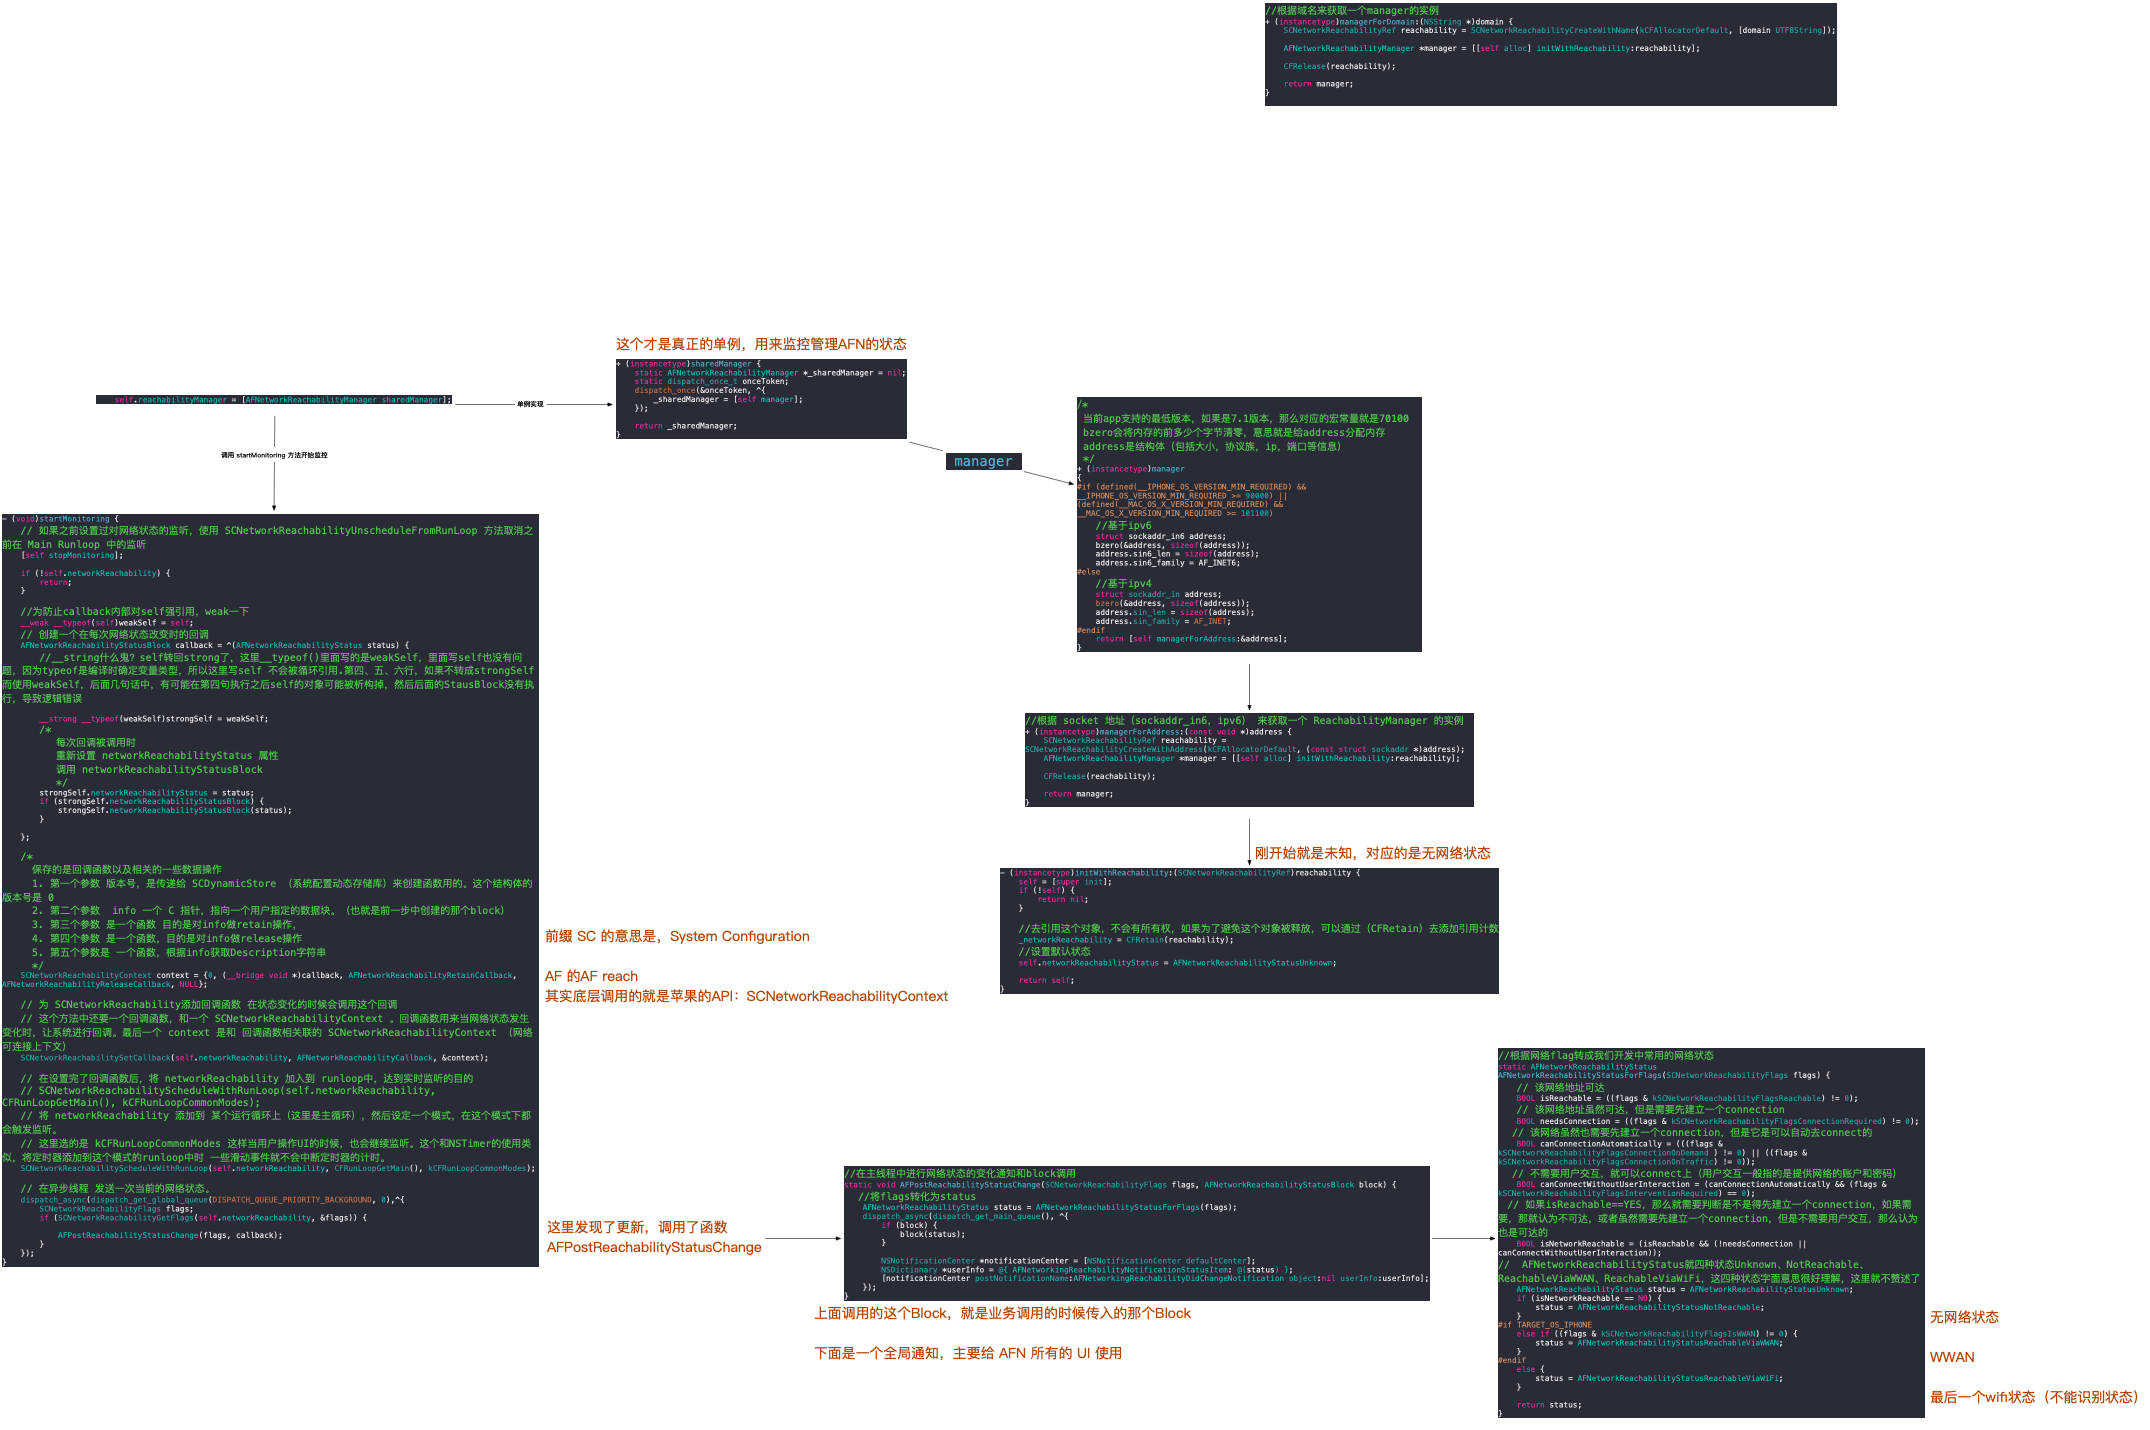 //根据域名来获取一个manager的实例
+ (instancetype)managerForDomain:(NSString *)domain {
    SCNetworkReachabilityRef reachability = SCNetworkReachabilityCreateWithName(kCFAllocatorDefault, [domain UTF8String]);
    AFNetworkReachabilityManager *manager = [[self alloc] initWithReachability:reachability];
    CFRelease(reachability);
    return manager;
}
这个才是真正的单例，用来监控管理AFN的状态
+ (instancetype)sharedManager {
    static AFNetworkReachabilityManager *_sharedManager = nil;
    static dispatch_once_t onceToken;
    dispatch_once(&onceToken, ^{
        _sharedManager = [self manager];
    });
    return _sharedManager;
}
self.reachabilityManager = [AFNetworkReachabilityManager sharedManager];
单例实现
调用 startMonitoring 方法开始监控
manager
/*
当前app支持的最低版本，如果是7.1版本，那么对应的宏常量就是70100
bzero会将内存的前多少个字节清零，意思就是给address分配内存
address是结构体（包括大小，协议族，ip，端口等信息）
*/
+ (instancetype)manager
{
#if (defined(__IPHONE_OS_VERSION_MIN_REQUIRED) &&
__IPHONE_OS_VERSION_MIN_REQUIRED >= 90000) ||
(defined(__MAC_OS_X_VERSION_MIN_REQUIRED) &&
__MAC_OS_X_VERSION_MIN_REQUIRED >= 101100)
    //基于ipv6
    struct sockaddr_in6 address;
    bzero(&address, sizeof(address));
    address.sin6_len = sizeof(address);
    address.sin6_family = AF_INET6;
#else
    //基于ipv4
    struct sockaddr_in address;
    bzero(&address, sizeof(address));
    address.sin_len = sizeof(address);
    address.sin_family = AF_INET;
#endif
    return [self managerForAddress:&address];
}
//根据 socket 地址（sockaddr_in6，ipv6） 来获取一个 ReachabilityManager 的实例
+ (instancetype)managerForAddress:(const void *)address {
    SCNetworkReachabilityRef reachability =
SCNetworkReachabilityCreateWithAddress(kCFAllocatorDefault, (const struct sockaddr *)address);
    AFNetworkReachabilityManager *manager = [[self alloc] initWithReachability:reachability];
    CFRelease(reachability);
    return manager;
}
刚开始就是未知，对应的是无网络状态
- (instancetype)initWithReachability:(SCNetworkReachabilityRef)reachability {
    self = [super init];
    if (!self) {
        return nil;
    }
    //去引用这个对象，不会有所有权，如果为了避免这个对象被释放，可以通过（CFRetain）去添加引用计数
    _networkReachability = CFRetain(reachability);
    //设置默认状态
    self.networkReachabilityStatus = AFNetworkReachabilityStatusUnknown;
    return self;
}
- (void)startMonitoring {
    // 如果之前设置过对网络状态的监听，使用 SCNetworkReachabilityUnscheduleFromRunLoop 方法取消之
前在 Main Runloop 中的监听
    [self stopMonitoring];
    if (!self.networkReachability) {
        return;
    }
    //为防止callback内部对self强引用，weak一下
    __weak __typeof(self)weakSelf = self;
    // 创建一个在每次网络状态改变时的回调
    AFNetworkReachabilityStatusBlock callback = ^(AFNetworkReachabilityStatus status) {
        //__string什么鬼？self转回strong了，这里__typeof()里面写的是weakSelf，里面写self也没有问
题，因为typeof是编译时确定变量类型，所以这里写self 不会被循环引用.第四、五、六行，如果不转成strongSelf
而使用weakSelf，后面几句话中，有可能在第四句执行之后self的对象可能被析构掉，然后后面的StausBlock没有执
行，导致逻辑错误
        __strong __typeof(weakSelf)strongSelf = weakSelf;
        /*
           每次回调被调用时
           重新设置 networkReachabilityStatus 属性
           调用 networkReachabilityStatusBlock
           */
        strongSelf.networkReachabilityStatus = status;
        if (strongSelf.networkReachabilityStatusBlock) {
            strongSelf.networkReachabilityStatusBlock(status);
        }
    };
    /*
      保存的是回调函数以及相关的一些数据操作
      1. 第一个参数 版本号，是传递给 SCDynamicStore （系统配置动态存储库）来创建函数用的。这个结构体的
版本号是 0
      2. 第二个参数  info 一个 C 指针，指向一个用户指定的数据块。（也就是前一步中创建的那个block）
      3. 第三个参数 是一个函数 目的是对info做retain操作，
      4. 第四个参数 是一个函数，目的是对info做release操作
      5. 第五个参数是 一个函数，根据info获取Description字符串
      */
    SCNetworkReachabilityContext context = {0, (__bridge void *)callback, AFNetworkReachabilityRetainCallback,
AFNetworkReachabilityReleaseCallback, NULL};
    // 为 SCNetworkReachability添加回调函数 在状态变化的时候会调用这个回调
    // 这个方法中还要一个回调函数，和一个 SCNetworkReachabilityContext 。回调函数用来当网络状态发生
变化时，让系统进行回调。最后一个 context 是和 回调函数相关联的 SCNetworkReachabilityContext （网络
可连接上下文）
    SCNetworkReachabilitySetCallback(self.networkReachability, AFNetworkReachabilityCallback, &context);
    // 在设置完了回调函数后，将 networkReachability 加入到 runloop中，达到实时监听的目的
    // SCNetworkReachabilityScheduleWithRunLoop(self.networkReachability,
CFRunLoopGetMain(), kCFRunLoopCommonModes);
    // 将 networkReachability 添加到 某个运行循环上（这里是主循环），然后设定一个模式，在这个模式下都
会触发监听。
    // 这里选的是 kCFRunLoopCommonModes 这样当用户操作UI的时候，也会继续监听。这个和NSTimer的使用类
似，将定时器添加到这个模式的runloop中时 一些滑动事件就不会中断定时器的计时。
    SCNetworkReachabilityScheduleWithRunLoop(self.networkReachability, CFRunLoopGetMain(), kCFRunLoopCommonModes);
    // 在异步线程 发送一次当前的网络状态。
    dispatch_async(dispatch_get_global_queue(DISPATCH_QUEUE_PRIORITY_BACKGROUND, 0),^{
        SCNetworkReachabilityFlags flags;
        if (SCNetworkReachabilityGetFlags(self.networkReachability, &flags)) {
            AFPostReachabilityStatusChange(flags, callback);
        }
    });
}
前缀 SC 的意思是，System Configuration
AF 的AF reach
其实底层调用的就是苹果的API：SCNetworkReachabilityContext
这里发现了更新，调用了函数
AFPostReachabilityStatusChange
//在主线程中进行网络状态的变化通知和block调用
static void AFPostReachabilityStatusChange(SCNetworkReachabilityFlags flags, AFNetworkReachabilityStatusBlock block) {
    //将flags转化为status
    AFNetworkReachabilityStatus status = AFNetworkReachabilityStatusForFlags(flags);
    dispatch_async(dispatch_get_main_queue(), ^{
        if (block) {
            block(status);
        }
        NSNotificationCenter *notificationCenter = [NSNotificationCenter defaultCenter];
        NSDictionary *userInfo = @{ AFNetworkingReachabilityNotificationStatusItem: @(status) };
        [notificationCenter postNotificationName:AFNetworkingReachabilityDidChangeNotification object:nil userInfo:userInfo];
    });
}
上面调用的这个Block，就是业务调用的时候传入的那个Block
下面是一个全局通知，主要给 AFN 所有的 UI 使用
//根据网络flag转成我们开发中常用的网络状态
static AFNetworkReachabilityStatus
AFNetworkReachabilityStatusForFlags(SCNetworkReachabilityFlags flags) {
    // 该网络地址可达
    BOOL isReachable = ((flags & kSCNetworkReachabilityFlagsReachable) != 0);
    // 该网络地址虽然可达，但是需要先建立一个connection
    BOOL needsConnection = ((flags & kSCNetworkReachabilityFlagsConnectionRequired) != 0);
    // 该网络虽然也需要先建立一个connection，但是它是可以自动去connect的
    BOOL canConnectionAutomatically = (((flags &
kSCNetworkReachabilityFlagsConnectionOnDemand ) != 0) || ((flags &
kSCNetworkReachabilityFlagsConnectionOnTraffic) != 0));
    // 不需要用户交互，就可以connect上（用户交互一般指的是提供网络的账户和密码）
    BOOL canConnectWithoutUserInteraction = (canConnectionAutomatically && (flags &
kSCNetworkReachabilityFlagsInterventionRequired) == 0);
  // 如果isReachable==YES，那么就需要判断是不是得先建立一个connection，如果需
要，那就认为不可达，或者虽然需要先建立一个connection，但是不需要用户交互，那么认为
也是可达的
    BOOL isNetworkReachable = (isReachable && (!needsConnection ||
canConnectWithoutUserInteraction));
//  AFNetworkReachabilityStatus就四种状态Unknown、NotReachable、
ReachableViaWWAN、ReachableViaWiFi，这四种状态字面意思很好理解，这里就不赘述了
    AFNetworkReachabilityStatus status = AFNetworkReachabilityStatusUnknown;
    if (isNetworkReachable == NO) {
        status = AFNetworkReachabilityStatusNotReachable;
    }
#if	TARGET_OS_IPHONE
    else if ((flags & kSCNetworkReachabilityFlagsIsWWAN) != 0) {
        status = AFNetworkReachabilityStatusReachableViaWWAN;
    }
#endif
    else {
        status = AFNetworkReachabilityStatusReachableViaWiFi;
    }
    return status;
}
无网络状态
WWAN
最后一个wifi状态（不能识别状态）